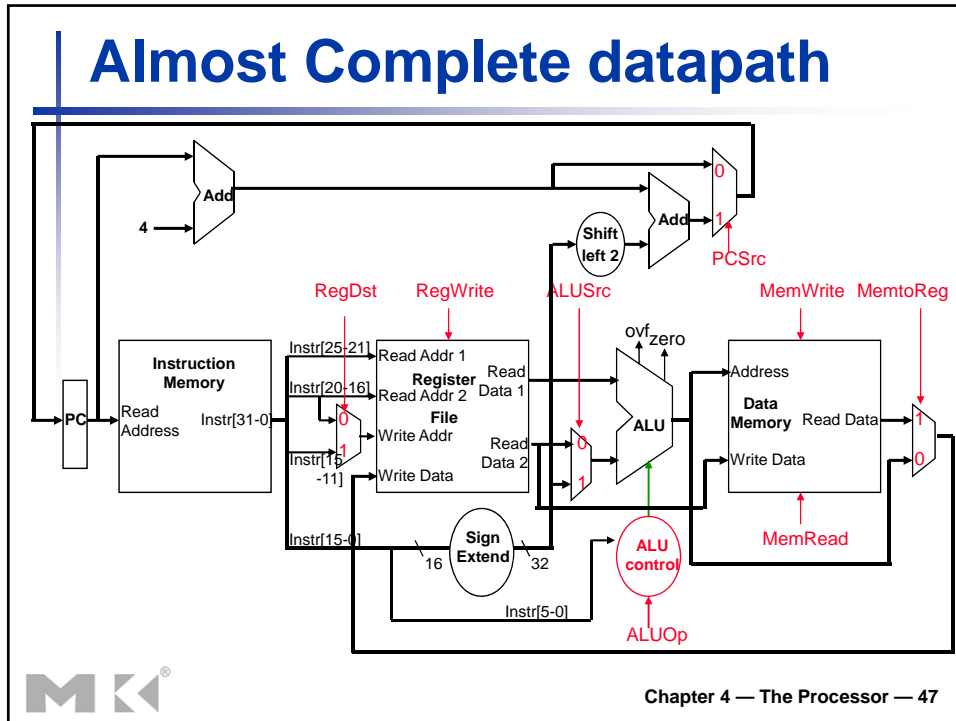 Almost Complete datapath
Add
4
Shift
left 2
Add
0
1
PCSrc
RegDst
RegWrite
ALUSrc
MemWrite
MemtoReg
ovf
zero
PC
Instruction
Memory
Read
Address
Instr[31-0]
Instr[25-21]
Instr[20-16]
Instr[15
-11]
0
1
Read Addr 1
Register
Read Addr 2
File
Write Addr
Write Data
Read
Data 1
Read
Data 2
0
1
ALU
Address
Data
Memory
Read Data
Write Data
1
0
MemRead
Instr[15-0]
16
Sign
Extend
32
ALU
control
Instr[5-0]
ALUOp
MK®
Chapter 4 — The Processor — 47